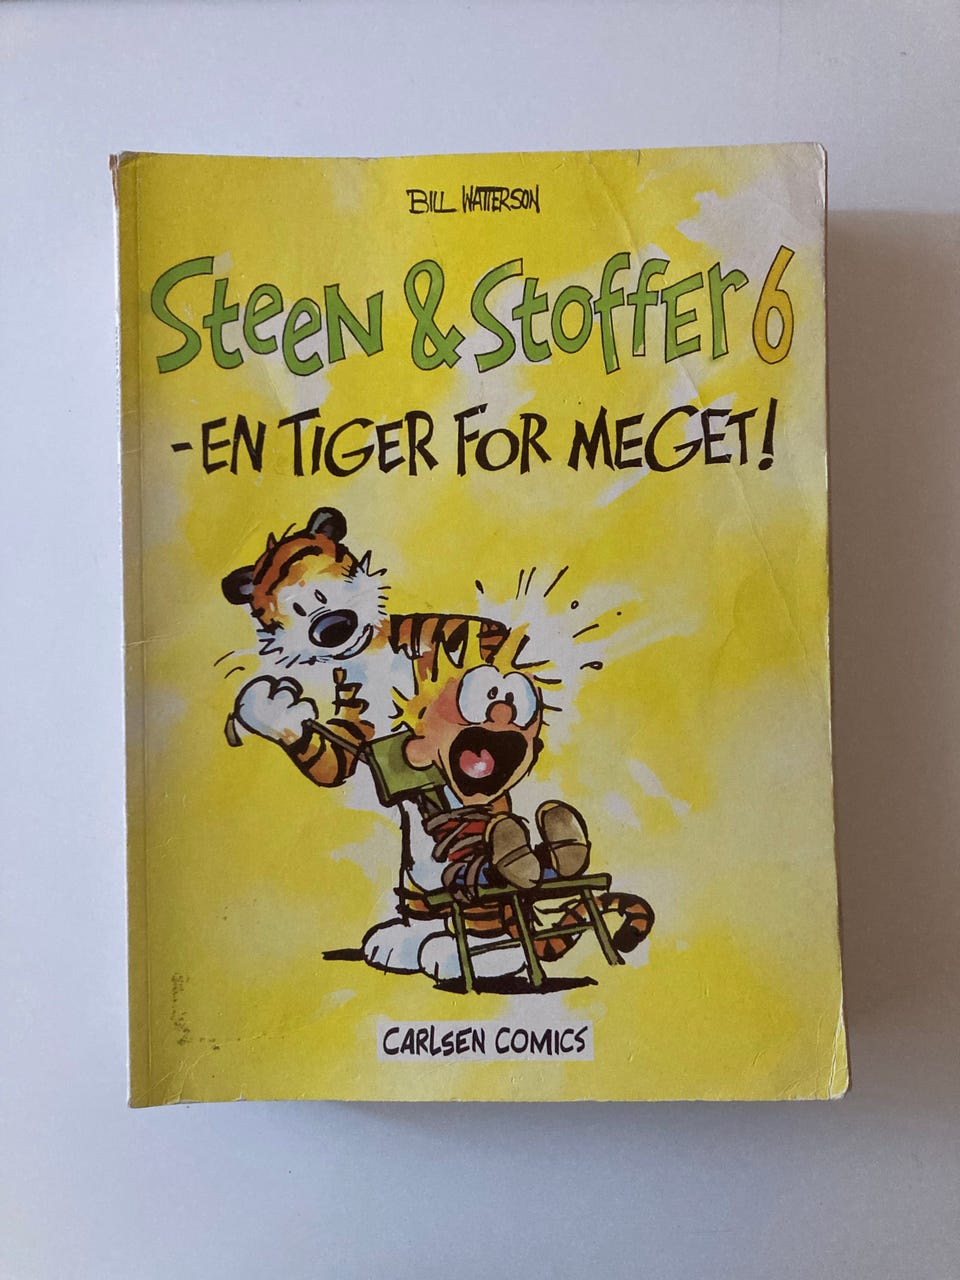 BILL WATTERSON
Steen & Stoffer 6
- EN TIGER FOR MEGET!
CARLSEN COMICS